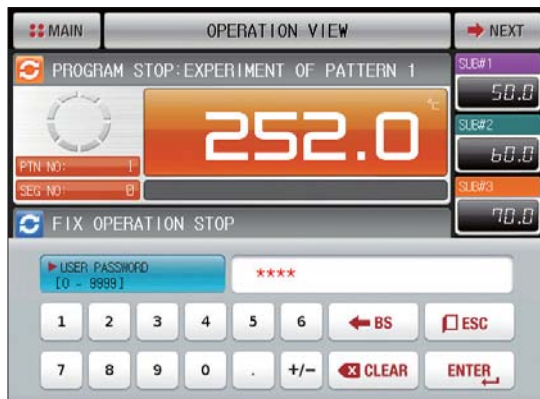 MAIN
OPERATION VIEW
NEXT
PROGRAM STOP:EXPERIMENT OF PATTERN 1
SUB#1
50.0
℃
252.0
SUB#2
60.0
PTN NO: 1
SEG NO: 0
SUB#3
70.0
FIX OPERATION STOP
USER PASSWORD
[0 - 9999]
****
1 2 3 4 5 6 BS ESC
7 8 9 0 . +/- CLEAR ENTER